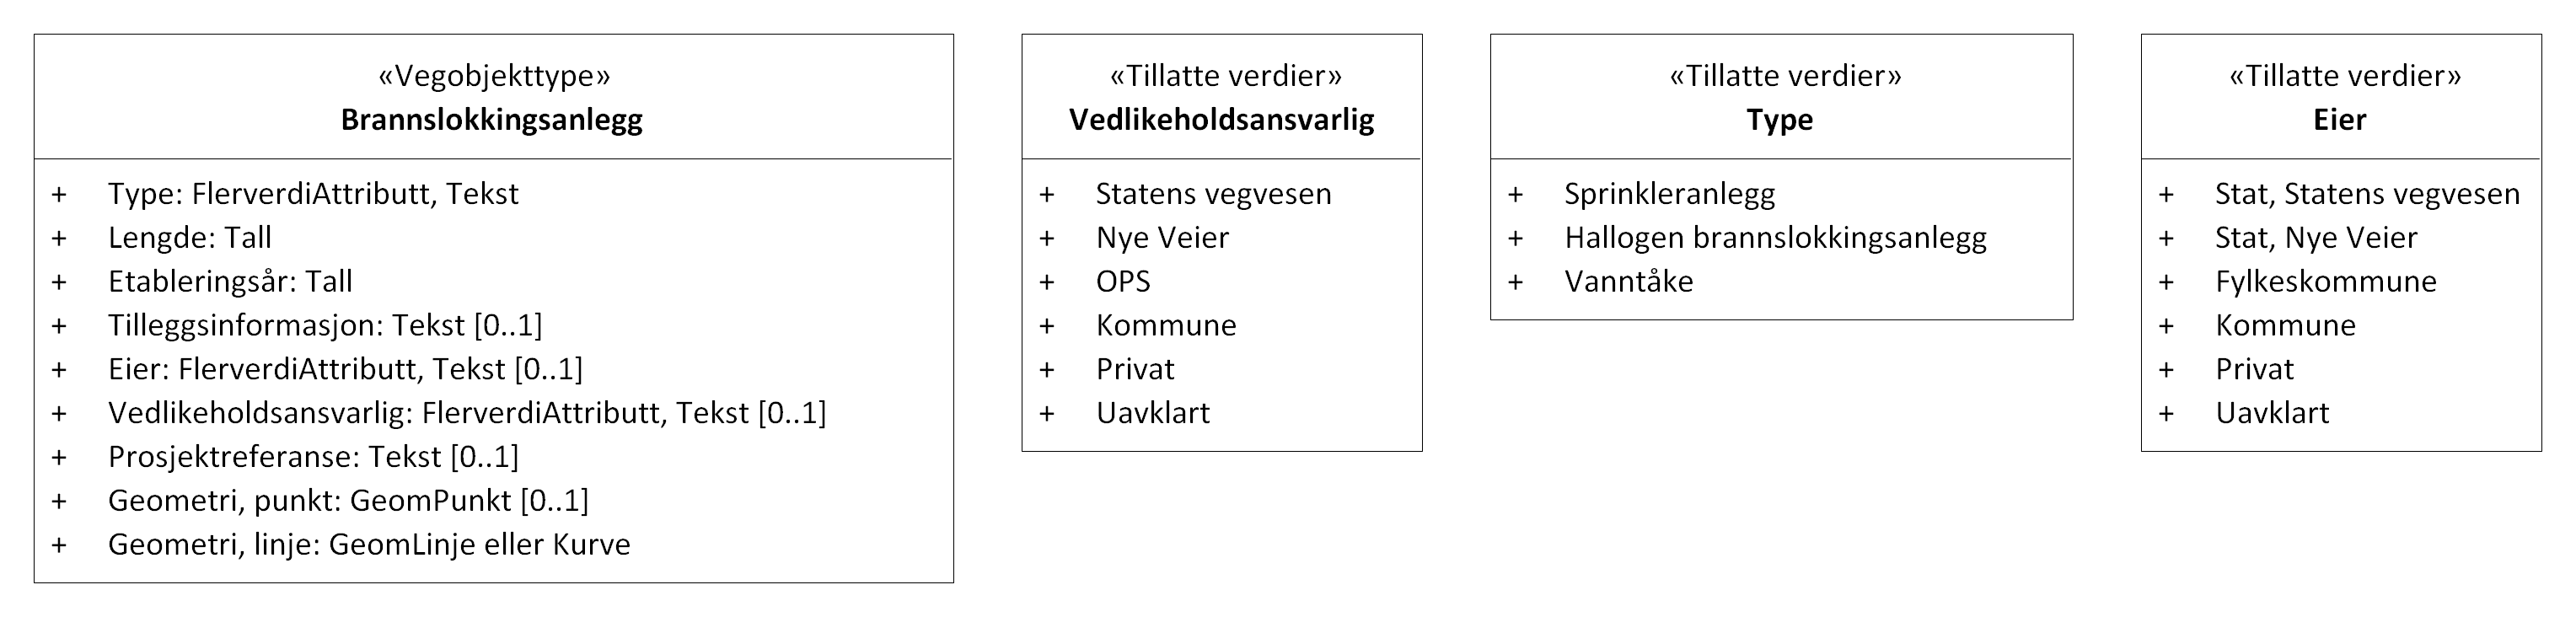 «Vegobjekttype»
Brannslokkingsanlegg
+ Type: FlerverdiAttributt, Tekst
+ Lengde: Tall
+ Etableringsår: Tall
+ Tilleggsinformasjon: Tekst [0..1]
+ Eier: FlerverdiAttributt, Tekst [0..1]
+ Vedlikeholdsansvarlig: FlerverdiAttributt, Tekst [0..1]
+ Prosjektreferanse: Tekst [0..1]
+ Geometri, punkt: GeomPunkt [0..1]
+ Geometri, linje: GeomLinje eller Kurve
«Tillatte verdier»
Vedlikeholdsansvarlig
+ Statens vegvesen
+ Nye Veier
+ OPS
+ Kommune
+ Privat
+ Uavklart
«Tillatte verdier»
Type
+ Sprinkleranlegg
+ Hallogen brannslokkingsanlegg
+ Vanntåke
«Tillatte verdier»
Eier
+ Stat, Statens vegvesen
+ Stat, Nye Veier
+ Fylkeskommune
+ Kommune
+ Privat
+ Uavklart